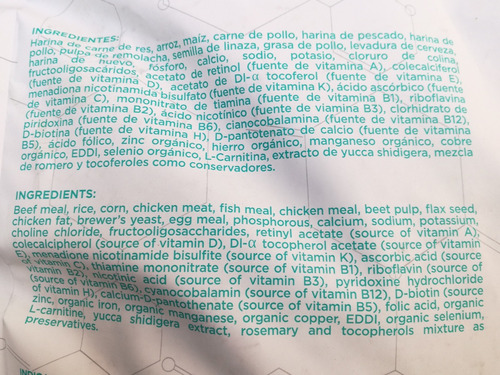 INGREDIENTES:
Harina de carne de res, arroz, maíz, carne de pollo, harina de pescado, harina de
pollo, pulpa de remolacha, semilla de linaza, grasa de pollo, levadura de cerveza,
harina de huevo, fósforo, calcio, sodio, potasio, cloruro de colina,
fructooligosacáridos, acetato de retinol (fuente de vitamina A), colecalciferol
(fuente de vitamina D), acetato de Dl-α tocoferol (fuente de vitamina E),
menadiona nicotinamida bisulfato (fuente de vitamina K), ácido ascórbico (fuente
de vitamina C), mononitrato de tiamina (fuente de vitamina B1), riboflavina
(fuente de vitamina B2), ácido nicotínico (fuente de viamina B3), clorhidrato de
piridoxina (fuente de vitamina B6), cianocobalamina (fuente de vitamina B12),
D-biotina (fuente de vitamina H), D-pantotenato de calcio (fuente de vitamina
B5), ácido fólico, zinc orgánico, hierro orgánico, manganeso orgánico, cobre
orgánico, EDDI, selenio orgánico, L-Carnitina, extracto de yucca shidigera, mezcla
de romero y tocoferoles como conservadores.
INGREDIENTS:
Beef meal, rice, corn, chicken meat, fish meal, chicken meal, beet pulp, flax seed,
chicken fat, brewer's yeast, egg meal, phosphorous, calcium, sodium, potassium,
choline chloride, fructooligosaccharides, retinyl acetate (source of vitamin A),
colecalcipherol (source of vitamin D), Dl-α tocopherol acetate (source of vitamin
E), menadione nicotinamide bisulfite (source of vitamin K), ascorbic acid (source
of vitamin C), thiamine mononitrate (source of vitamin B1), riboflavin (source of
vitamin B2), nicotinic acid (source of vitamin B3), pyridoxine hydrochloride
(source of vitamin B6), cyanocobalamin (source of vitamin B12), D-biotin (source
of vitamin H), calcium-D-pantothenate (source of vitamin B5), folic acid, organic
zinc, organic iron, organic manganese, organic copper, EDDI, organic selenium,
L-carnitine, yucca shidigera extract, rosemary and tocopherols mixture as
preservatives.